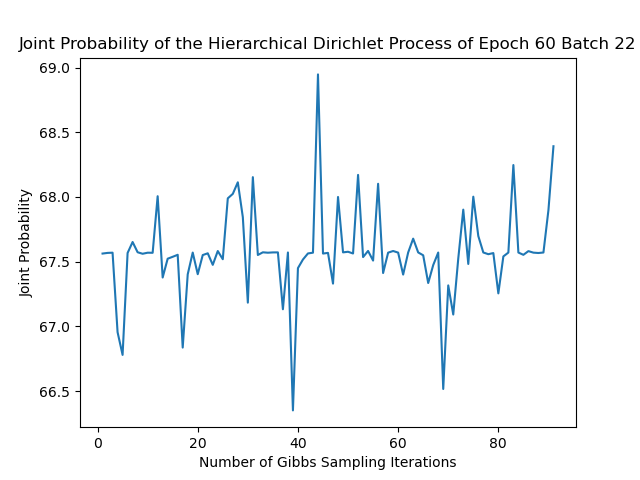 Joint Probability of the Hierarchical Dirichlet Process of Epoch 60 Batch 22
69.0
68.5
68.0
67.5
67.0
66.5
Joint Probability
0 20 40 60 80
Number of Gibbs Sampling Iterations